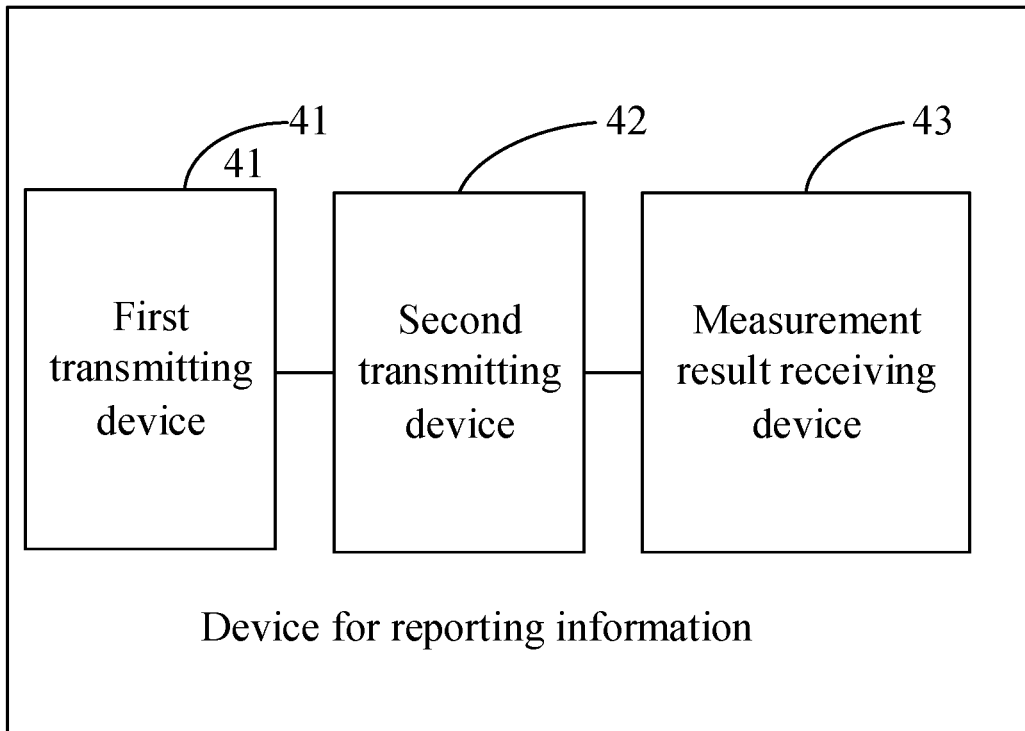 41
42
43
41
First
transmitting
device
Second
transmitting
device
Measurement
result receiving
device
Device for reporting information